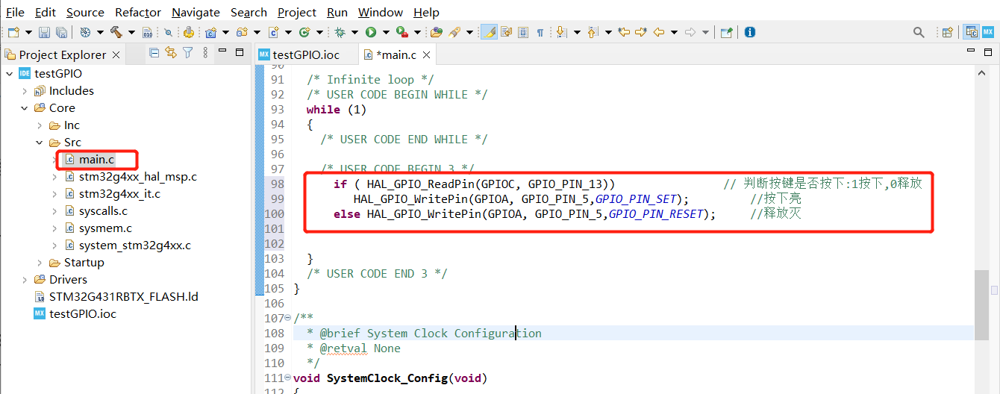 File Edit Source Refactor Navigate Search Project Run Window Help
Project Explorer
testGPIO
Includes
Core
Inc
Src
main.c
stm32g4xx_hal_msp.c
stm32g4xx_it.c
syscalls.c
sysmem.c
system_stm32g4xx.c
Startup
Drivers
STM32G431RBTX_FLASH.ld
testGPIO.ioc
testGPIO.ioc *main.c
90
91 /* Infinite loop */
92 /* USER CODE BEGIN WHILE */
93 while (1)
94 {
95 /* USER CODE END WHILE */
96
97 /* USER CODE BEGIN 3 */
98 if ( HAL_GPIO_ReadPin(GPIOC, GPIO_PIN_13)) // 判断按键是否按下:1按下,0释放
99 HAL_GPIO_WritePin(GPIOA, GPIO_PIN_5,GPIO_PIN_SET); //按下亮
100 else HAL_GPIO_WritePin(GPIOA, GPIO_PIN_5,GPIO_PIN_RESET); //释放灭
101
102
103 }
104 /* USER CODE END 3 */
105 }
106
107 /**
108 * @brief System Clock Configuration
109 * @retval None
110 */
111 void SystemClock_Config(void)
112 {